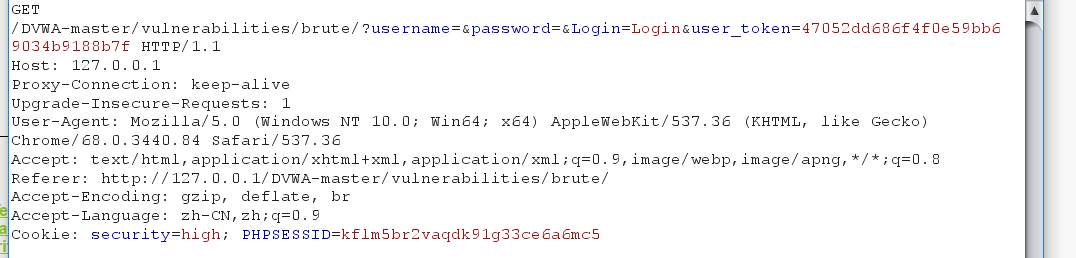 GET
/DVWA-master/vulnerabilities/brute/?username=&password=&Login=Login&user_token=47052dd686f4f0e59bb6
9034b9188b7f HTTP/1.1
Host: 127.0.0.1
Proxy-Connection: keep-alive
Upgrade-Insecure-Requests: 1
User-Agent: Mozilla/5.0 (Windows NT 10.0; Win64; x64) AppleWebKit/537.36 (KHTML, like Gecko)
Chrome/68.0.3440.84 Safari/537.36
Accept: text/html,application/xhtml+xml,application/xml;q=0.9,image/webp,image/apng,*/*;q=0.8
Referer: http://127.0.0.1/DVWA-master/vulnerabilities/brute/
Accept-Encoding: gzip, deflate, br
Accept-Language: zh-CN,zh;q=0.9
Cookie: security=high; PHPSESSID=kflm5br2vaqdk91g33ce6a6mc5